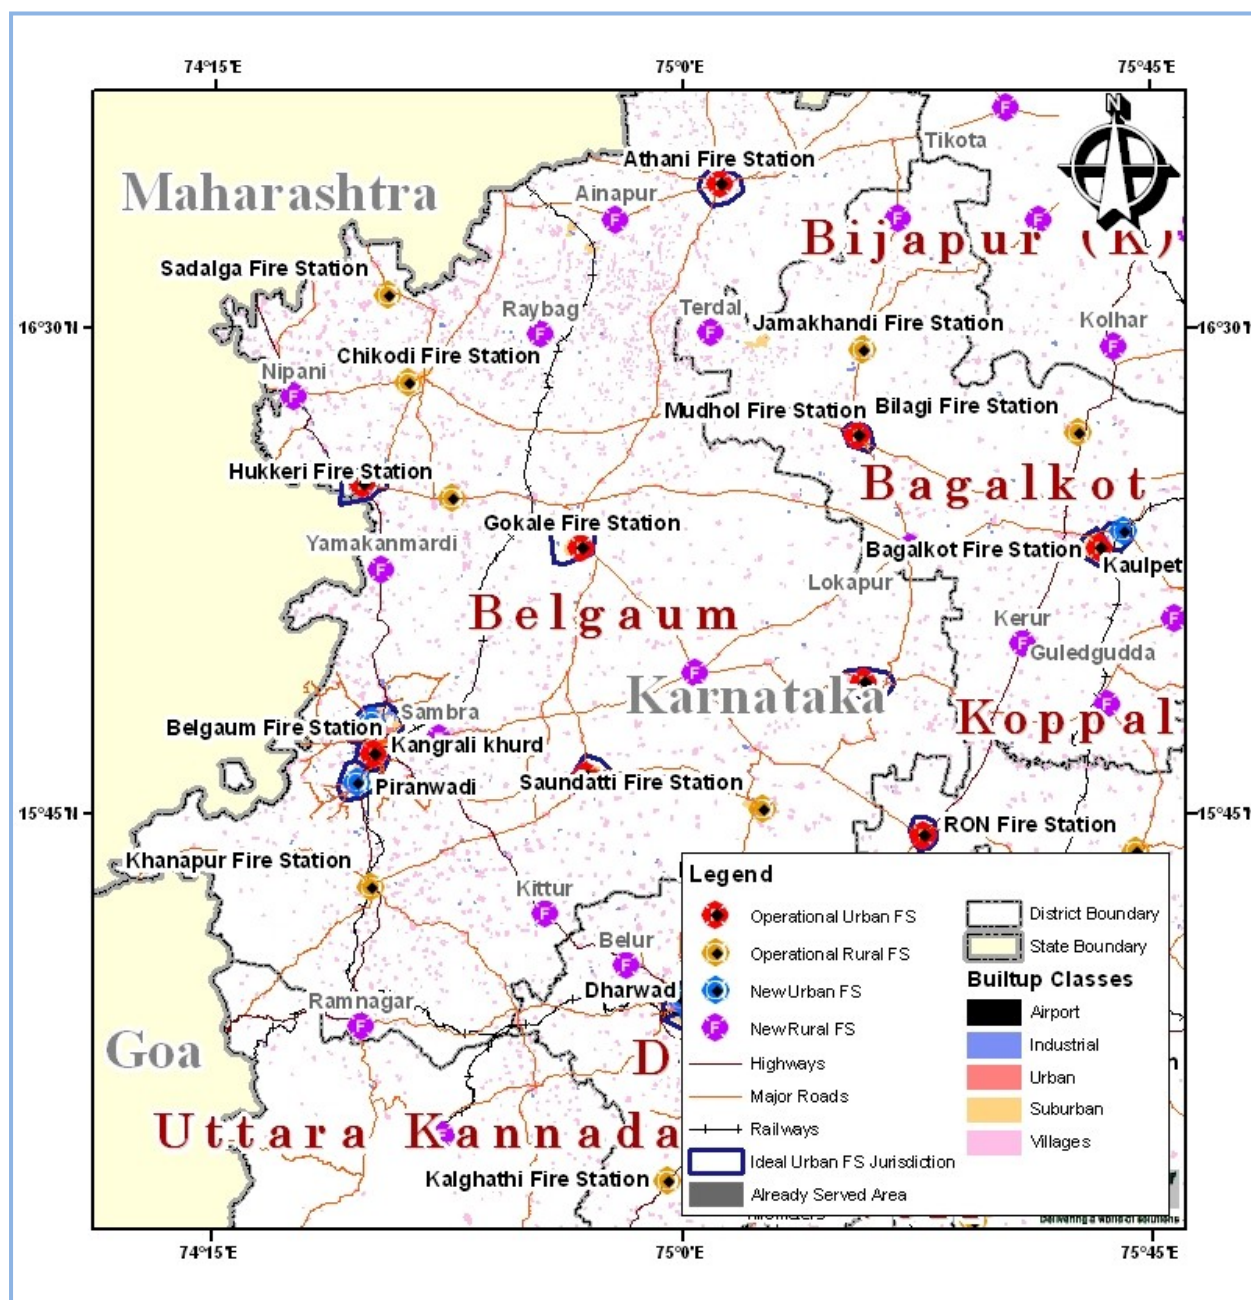 74°15'E 75°0'E 75°45'E
N
Tikota
Athani Fire Station
Maharashtra
Ainapur
Bijapur (K)
Sadalga Fire Station
Raybag
Terdal
16°30'N
Jamakhandi Fire Station
Kolhar
16°30'
Chikodi Fire Station
Nipani
Mudhol Fire Station
Bilagi Fire Station
Hukkeri Fire Station
Bagalkot
Gokale Fire Station
Yamakanmardi
Bagalkot Fire Station
Kaulpet
Lokapur
Belgaum
Kerur
Guledgudda
Karnataka
Koppal
Sambra
Belgaum Fire Station
Kangrali khurd
Piranwadi
Saundatti Fire Station
15°45'
15°45'
RON Fire Station
Khanapur Fire Station
Kittur
Belur
Dharwad
Ramnagar
Goa
D
Uttara Kannada
Kalghathi Fire Station
Legend
Operational Urban FS
Operational Rural FS
New Urban FS
New Rural FS
Highways
Major Roads
Railways
Ideal Urban FS Jurisdiction
Already Served Area
District Boundary
State Boundary
Builtup Classes
Airport
Industrial
Urban
Suburban
Villages
Delivering a world of solutions
74°15'E 75°0'E 75°45'E